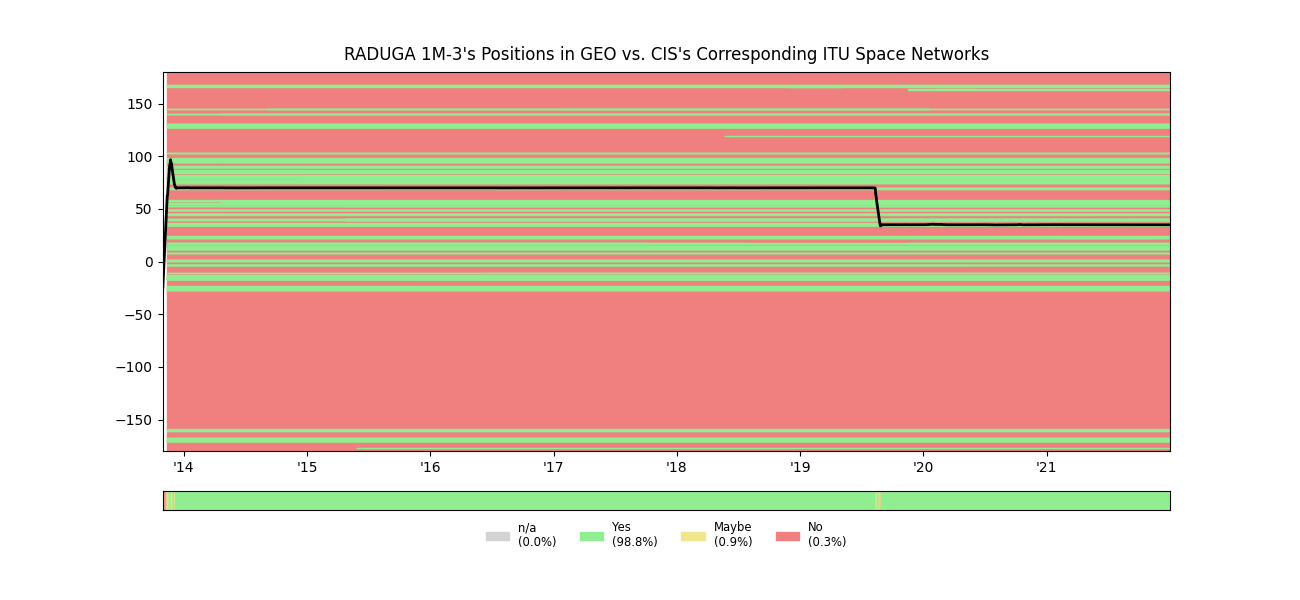 RADUGA 1M-3's Positions in GEO vs. CIS's Corresponding ITU Space Networks
150
100
50
0
−50
−100
−150
'14 '15 '16 '17 '18 '19 '20 '21
n/a Yes Maybe No
(0.0%) (98.8%) (0.9%) (0.3%)